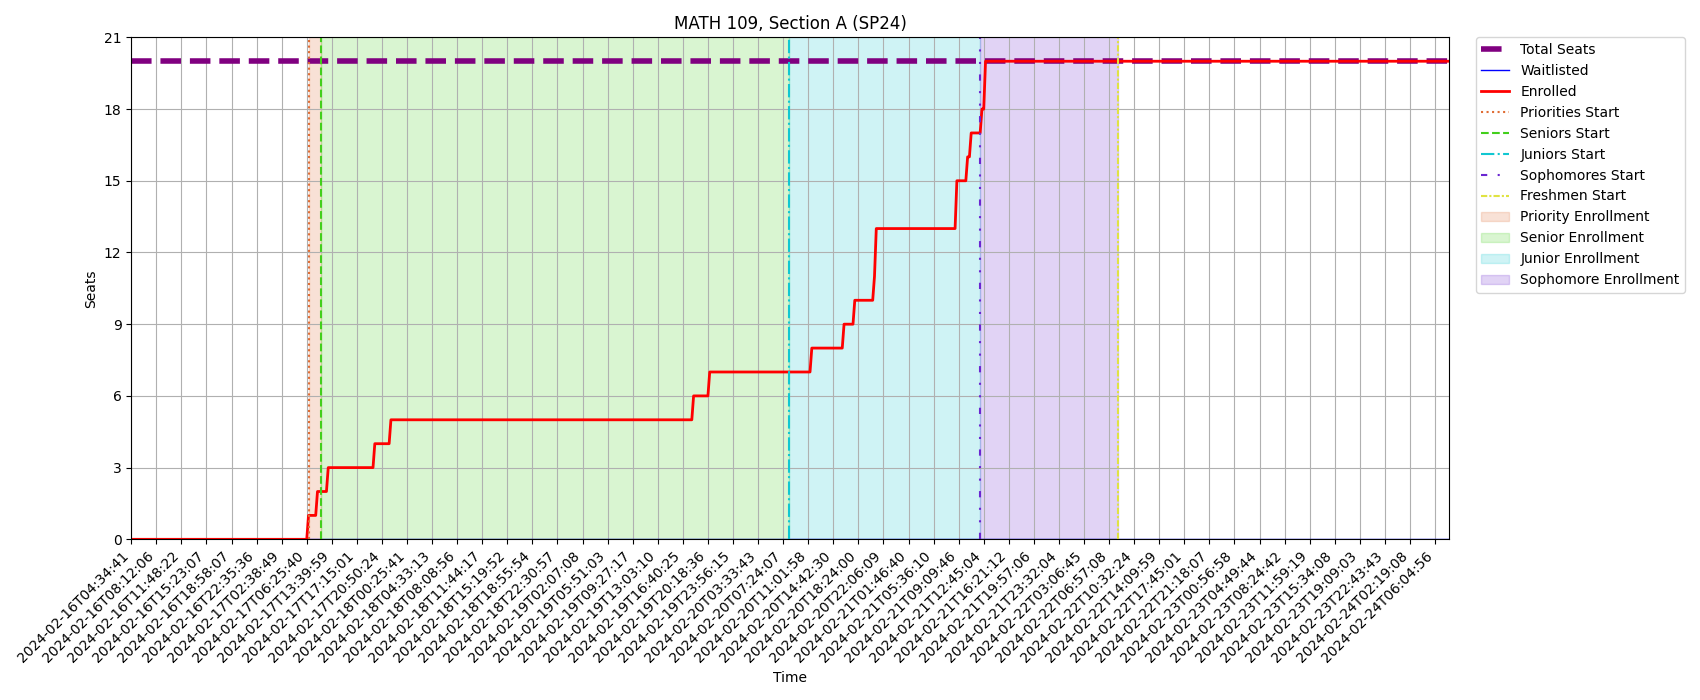 MATH 109, Section A (SP24)
21
18
15
12
9
6
3
0
Seats
2024-02-16T04:34:41
2024-02-16T08:12:06
2024-02-16T11:48:22
2024-02-16T15:23:07
2024-02-16T18:58:07
2024-02-16T22:35:36
2024-02-17T02:38:49
2024-02-17T06:25:40
2024-02-17T13:39:59
2024-02-17T17:15:01
2024-02-17T20:50:24
2024-02-18T00:25:41
2024-02-18T04:33:13
2024-02-18T08:08:56
2024-02-18T11:44:17
2024-02-18T15:19:52
2024-02-18T18:55:54
2024-02-18T22:30:57
2024-02-19T02:07:08
2024-02-19T05:51:03
2024-02-19T09:27:17
2024-02-19T13:03:10
2024-02-19T16:40:25
2024-02-19T20:18:36
2024-02-19T23:56:15
2024-02-20T03:33:43
2024-02-20T07:24:07
2024-02-20T11:01:58
2024-02-20T14:42:30
2024-02-20T18:24:00
2024-02-20T22:06:09
2024-02-21T01:46:40
2024-02-21T05:36:10
2024-02-21T09:09:46
2024-02-21T12:45:04
2024-02-21T16:21:12
2024-02-21T19:57:06
2024-02-21T23:32:04
2024-02-22T03:06:45
2024-02-22T06:57:08
2024-02-22T10:32:24
2024-02-22T14:09:59
2024-02-22T17:45:01
2024-02-22T21:18:07
2024-02-23T00:56:58
2024-02-23T04:49:44
2024-02-23T08:24:42
2024-02-23T11:59:19
2024-02-23T15:34:08
2024-02-23T19:09:03
2024-02-23T22:43:43
2024-02-24T02:19:08
2024-02-24T06:04:56
Time
Total Seats
Waitlisted
Enrolled
Priorities Start
Seniors Start
Juniors Start
Sophomores Start
Freshmen Start
Priority Enrollment
Senior Enrollment
Junior Enrollment
Sophomore Enrollment